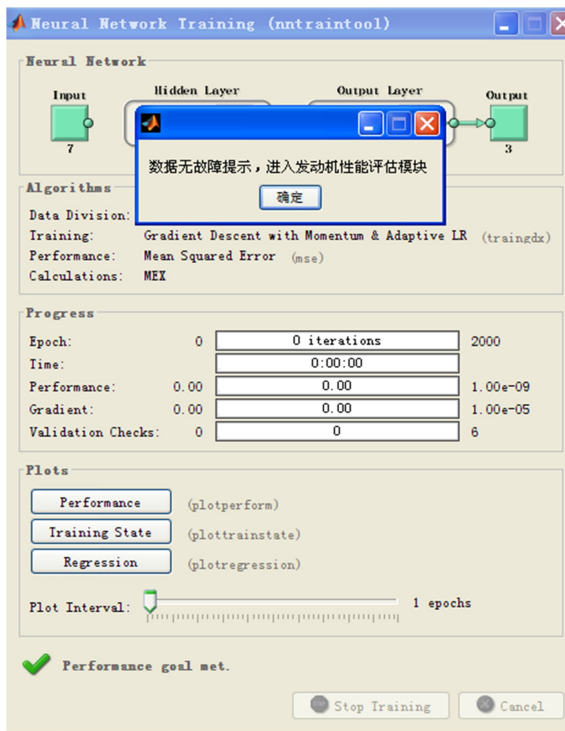 Neural Network Training (nntraintool)
Neural Network
Input
Hidden Layer
Output Layer
Output
7
3
数据无故障提示，进入发动机性能评估模块
确定
Algorithms
Data Division:
Training: Gradient Descent with Momentum & Adaptive LR (traingdx)
Performance: Mean Squared Error (mse)
Calculations: MEX
Progress
Epoch: 0 0 iterations 2000
Time: 0:00:00
Performance: 0.00 0.00 1.00e-09
Gradient: 0.00 0.00 1.00e-05
Validation Checks: 0 0 6
Plots
Performance (plotperform)
Training State (plottrainstate)
Regression (plotregression)
Plot Interval: 1 epochs
Performance goal met.
Stop Training
Cancel